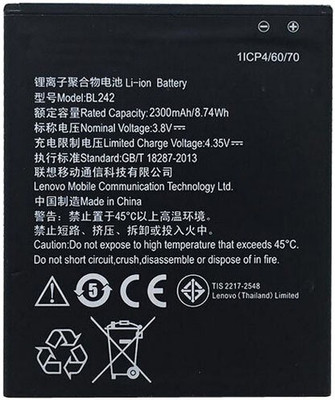 1ICP4/60/70
锂离子聚合物电池 Li-ion Battery
型号Model:BL242
额定容量Rated Capacity:2300mAh/8.74Wh
标称电压Nominal Voltage:3.8V⎓
充电限制电压Limited Charge Voltage:4.35V⎓
执行标准Standard:GB/T 18287-2013
联想移动通信科技有限公司
Lenovo Mobile Communication Technology Ltd.
中国制造Made in China
警告: 禁止置于45°C以上高温环境。
禁止短路、挤压、拆卸或投入火中。
Caution:Do not expose to high temperature that exceeds 45°C.
Do not short circuit,crush,disassemble or dispose of in fire.
5
CE
TIS 2217-2548
Lenovo (Thailand) Limited